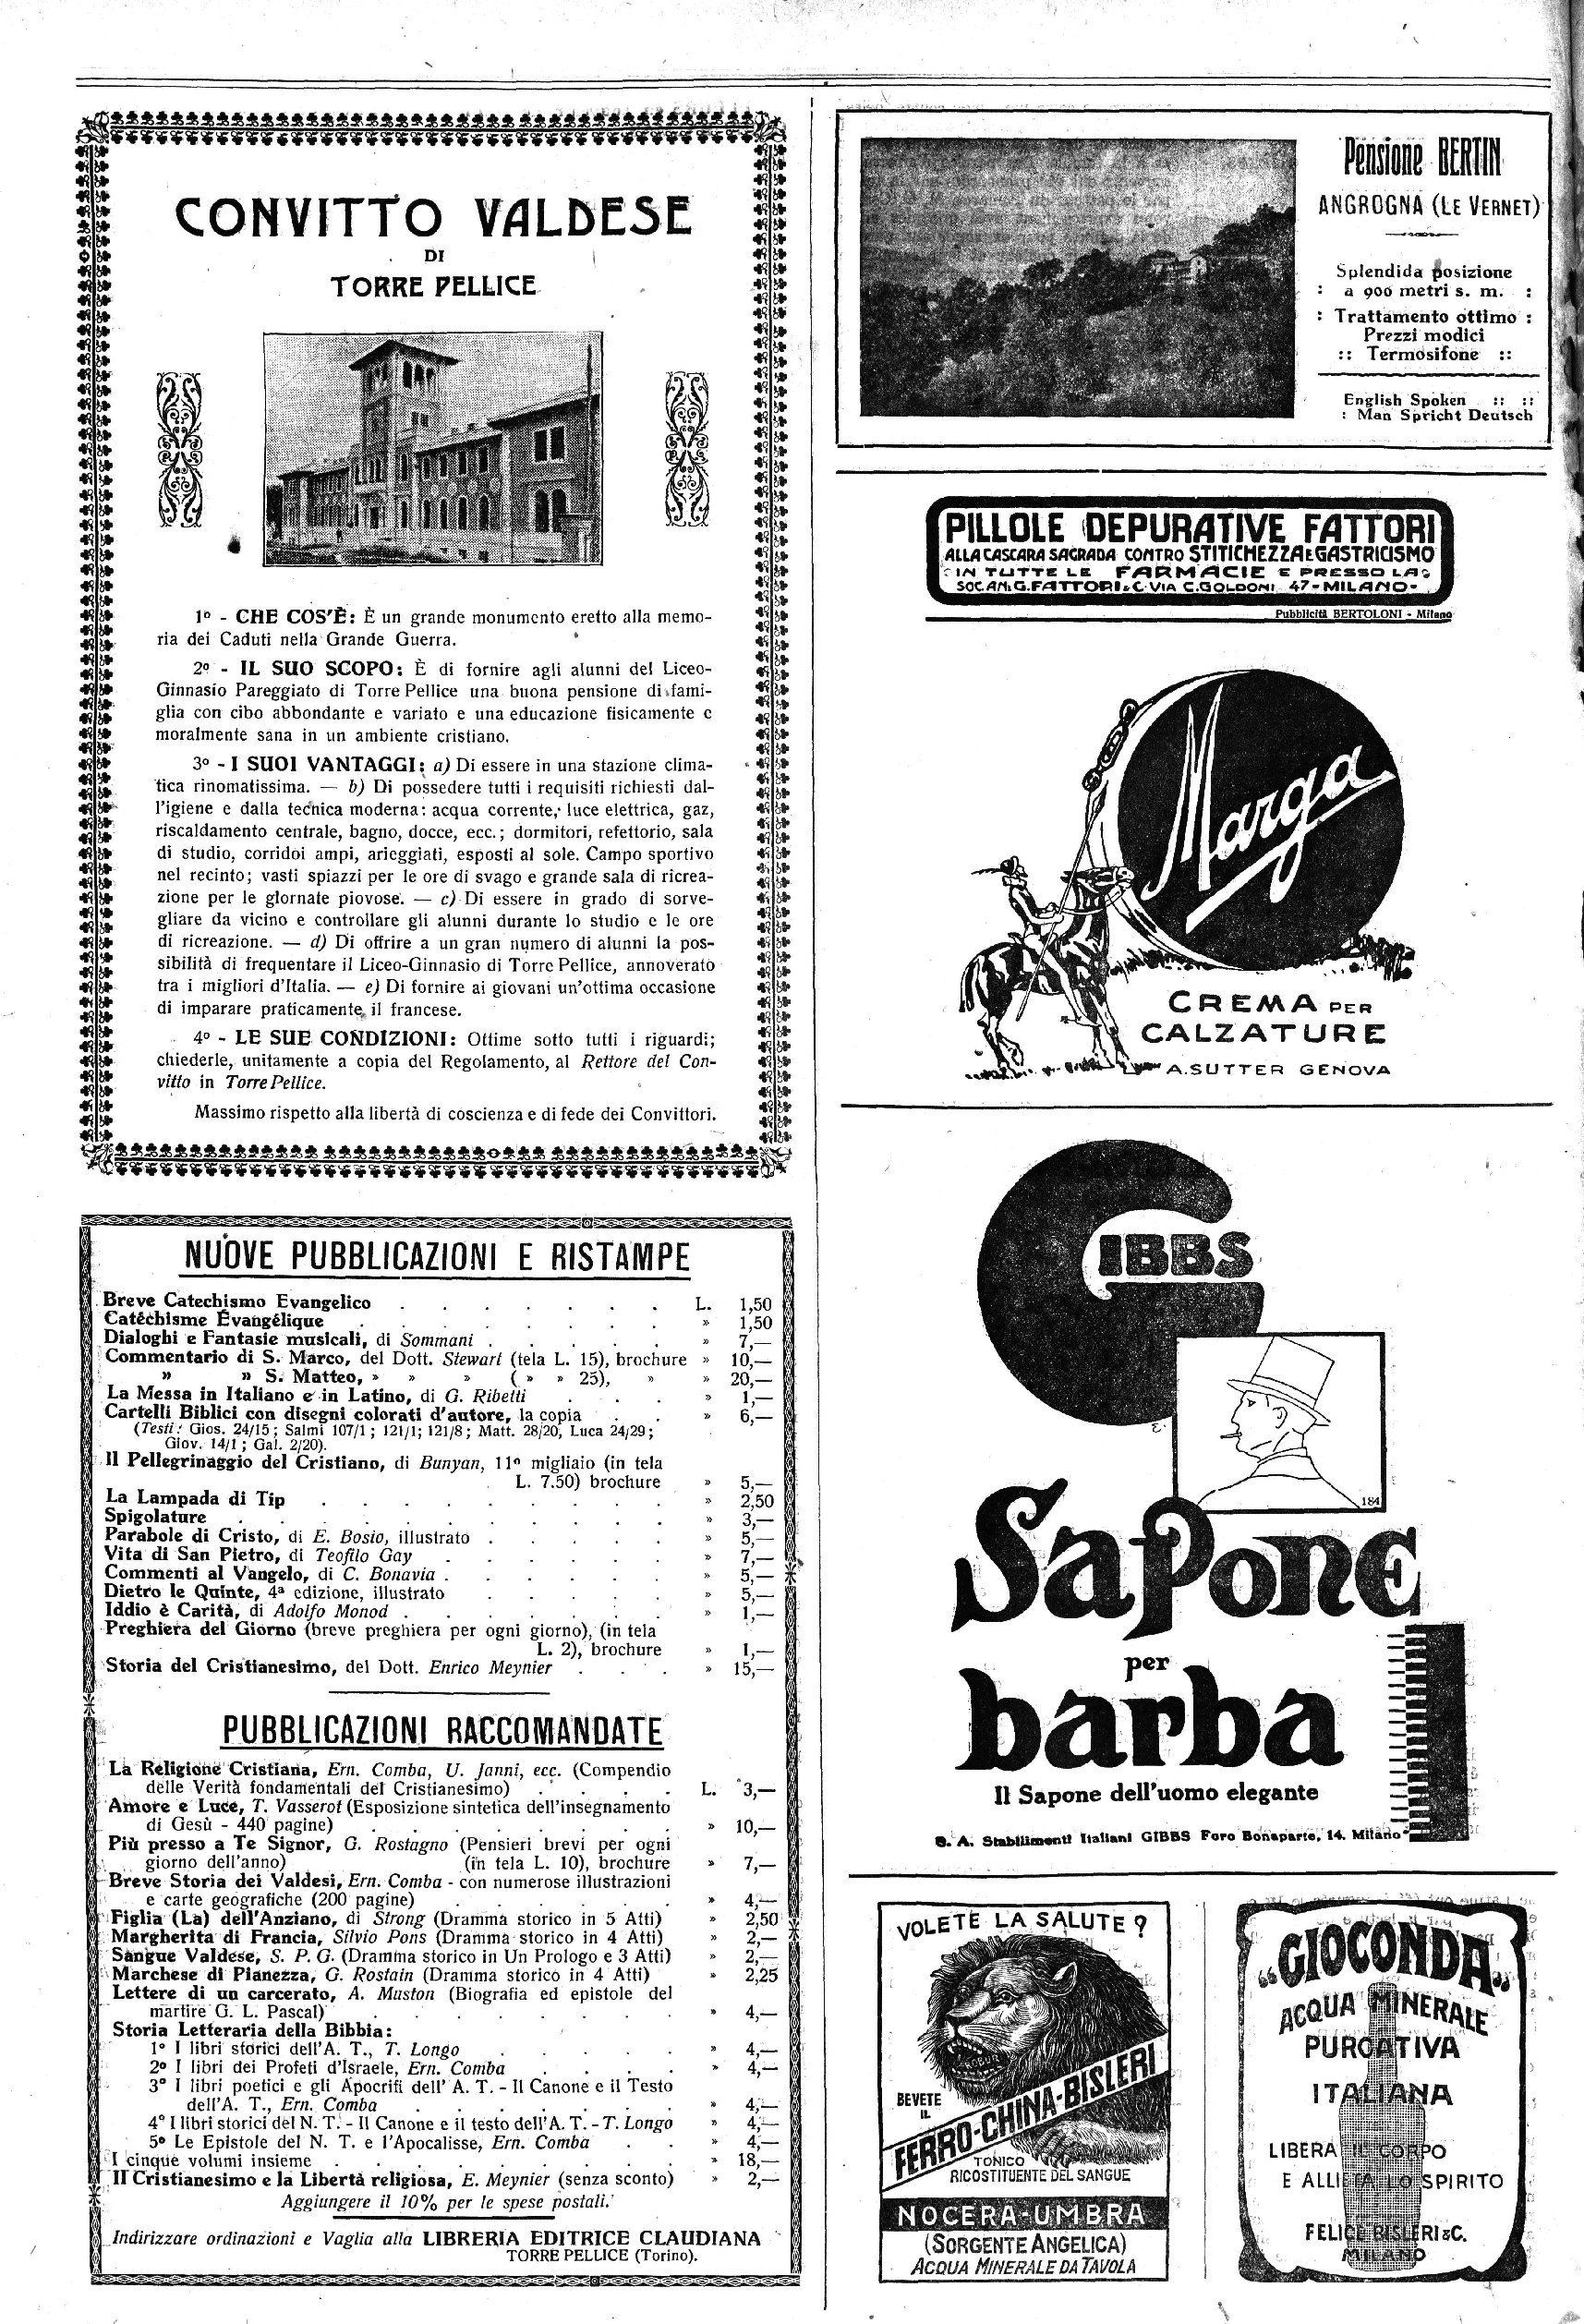 CONVITTO VALDESE
DI
TORRE PELLICE
1º - CHE COS'È: È un grande monumento eretto alla memo-
ria dei Caduti nella Grande Guerra.
2º - IL SUO SCOPO: È di fornire agli alunni del Liceo-
Ginnasio Pareggiato di Torre Pellice una buona pensione di fami-
glia con cibo abbondante e variato e una educazione fisicamente e
moralmente sana in un ambiente cristiano.
3º - I SUOI VANTAGGI: a) Di essere in una stazione clima-
tica rinomatissima. — b) Di possedere tutti i requisiti richiesti dal-
l'igiene e dalla tecnica moderna: acqua corrente, luce elettrica, gaz,
riscaldamento centrale, bagno, docce, ecc.; dormitori, refettorio, sala
di studio, corridoi ampi, arieggiati, esposti al sole. Campo sportivo
nel recinto; vasti spiazzi per le ore di svago e grande sala di ricrea-
zione per le giornate piovose. — c) Di essere in grado di sorve-
gliare da vicino e controllare gli alunni durante lo studio e le ore
di ricreazione. — d) Di offrire a un gran numero di alunni la pos-
sibilità di frequentare il Liceo-Ginnasio di Torre Pellice, annoverato
tra i migliori d'Italia. — e) Di fornire ai giovani un'ottima occasione
di imparare praticamente il francese.
4º - LE SUE CONDIZIONI: Ottime sotto tutti i riguardi;
chiederle, unitamente a copia del Regolamento, al Rettore del Con-
vitto in Torre Pellice.
Massimo rispetto alla libertà di coscienza e di fede dei Convittori.
NUOVE PUBBLICAZIONI E RISTAMPE
Breve Catechismo Evangelico . . . . . . . L. 1,50
Catéchisme Évangélique . . . . . . . . » 1,50
Dialoghi e Fantasie musicali, di Sommani . . . . . » 7,—
Commentario di S. Marco, del Dott. Stewart (tela L. 15), brochure » 10,—
» » S. Matteo, » » » ( » » 25), » » 20,—
La Messa in Italiano e in Latino, di G. Ribetti . . . » 1,—
Cartelli Biblici con disegni colorati d'autore, la copia . . » 6,—
(Testi: Gios. 24/15; Salmi 107/1; 121/1; 121/8; Matt. 28/20, Luca 24/29;
Giov. 14/1; Gal. 2/20).
Il Pellegrinaggio del Cristiano, di Bunyan, 11º migliaio (in tela
L. 7.50) brochure » 5,—
La Lampada di Tip . . . . . . . . . » 2,50
Spigolature . . . . . . . . . . . » 3,—
Parabole di Cristo, di E. Bosio, illustrato . . . . . » 5,—
Vita di San Pietro, di Teofilo Gay . . . . . . » 7,—
Commenti al Vangelo, di C. Bonavia . . . . . . » 5,—
Dietro le Quinte, 4ª edizione, illustrato . . . . . » 5,—
Iddio è Carità, di Adolfo Monod . . . . . . . » 1,—
Preghiera del Giorno (breve preghiera per ogni giorno), (in tela
L. 2), brochure » 1,—
Storia del Cristianesimo, del Dott. Enrico Meynier . . . » 15,—
PUBBLICAZIONI RACCOMANDATE
La Religione Cristiana, Ern. Comba, U. Janni, ecc. (Compendio
delle Verità fondamentali del Cristianesimo) . . . . L. 3,—
Amore e Luce, T. Vasserot (Esposizione sintetica dell'insegnamento
di Gesù - 440 pagine) . . . . . . . . » 10,—
Più presso a Te Signor, G. Rostagno (Pensieri brevi per ogni
giorno dell'anno) (in tela L. 10), brochure » 7,—
Breve Storia dei Valdesi, Ern. Comba - con numerose illustrazioni
e carte geografiche (200 pagine) . . . . . . » 4,—
Figlia (La) dell'Anziano, di Strong (Dramma storico in 5 Atti) » 2,50
Margherita di Francia, Silvio Pons (Dramma storico in 4 Atti) » 2,—
Sangue Valdese, S. P. G. (Dramma storico in Un Prologo e 3 Atti) » 2,—
Marchese di Pianezza, G. Rostain (Dramma storico in 4 Atti) » 2,25
Lettere di un carcerato, A. Muston (Biografia ed epistole del
martire G. L. Pascal) . . . . . . . . » 4,—
Storia Letteraria della Bibbia:
1º I libri storici dell'A. T., T. Longo . . . . . » 4,—
2º I libri dei Profeti d'Israele, Ern. Comba . . . . » 4,—
3º I libri poetici e gli Apocrifi dell'A. T. - Il Canone e il Testo
dell'A. T., Ern. Comba . . . . . . . » 4,—
4º I libri storici del N. T. - Il Canone e il testo dell'A. T. - T. Longo » 4,—
5º Le Epistole del N. T. e l'Apocalisse, Ern. Comba . . » 4,—
I cinque volumi insieme . . . . . . . . . » 18,—
Il Cristianesimo e la Libertà religiosa, E. Meynier (senza sconto) » 2,—
Aggiungere il 10% per le spese postali.
Indirizzare ordinazioni e Vaglia alla LIBRERIA EDITRICE CLAUDIANA
TORRE PELLICE (Torino).
Pensione BERTIN
ANGROGNA (LE VERNET)
Splendida posizione
: a 900 metri s. m. :
: Trattamento ottimo :
Prezzi modici
:: Termosifone ::
English Spoken :: ::
: Man Spricht Deutsch
PILLOLE DEPURATIVE FATTORI
ALLA CASCARA SAGRADA CONTRO STITICHEZZA E GASTRICISMO
IN TUTTE LE FARMACIE E PRESSO LA
SOC. AN. G. FATTORI & C. VIA C. GOLDONI, 47 - MILANO -
Pubblicità BERTOLONI - Milano
Marga
CREMA PER
CALZATURE
A. SUTTER GENOVA
GIBBS
184
Sapone
per
barba
Il Sapone dell'uomo elegante
S. A. Stabilimenti Italiani GIBBS Foro Bonaparte, 14. Milano
VOLETE LA SALUTE?
BEVETE
IL
FERRO-CHINA-BISLERI
TONICO
RICOSTITUENTE DEL SANGUE
NOCERA-UMBRA
(SORGENTE ANGELICA)
ACQUA MINERALE DA TAVOLA
"GIOCONDA"
ACQUA MINERALE
PURGATIVA
ITALIANA
LIBERA IL CORPO
E ALLIETA LO SPIRITO
FELICE BISLERI & C.
MILANO